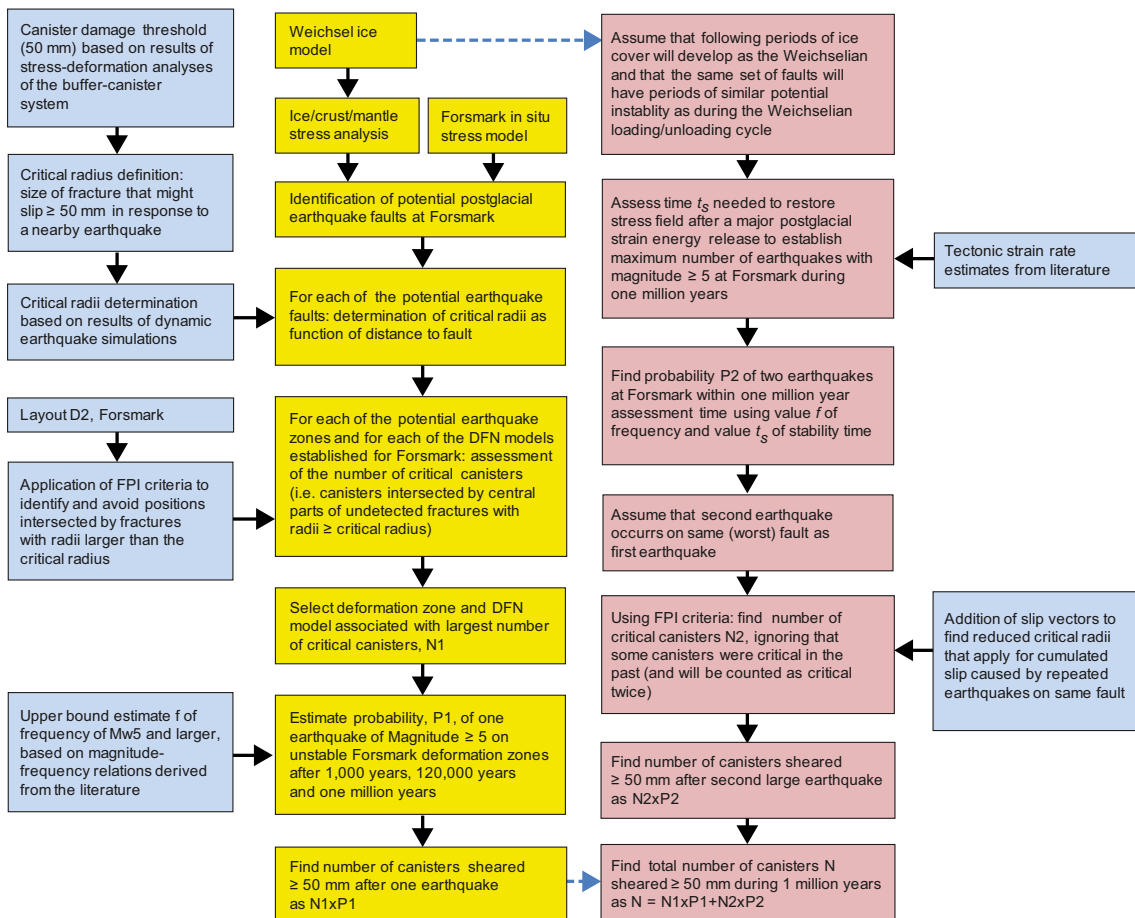 Canister damage threshold
(50 mm) based on results of
stress-deformation analyses
of the buffer-canister
system
Critical radius definition:
size of fracture that might
slip ≥ 50 mm in response to
a nearby earthquake
Critical radii determination
based on results of dynamic
earthquake simulations
Layout D2, Forsmark
Application of FPI criteria to
identify and avoid positions
intersected by fractures
with radii larger than the
critical radius
Upper bound estimate f of
frequency of Mw5 and larger,
based on magnitude-
frequency relations derived
from the literature
Weichsel ice
model
Ice/crust/mantle
stress analysis
Forsmark in situ
stress model
Identification of potential postglacial
earthquake faults at Forsmark
For each of the potential earthquake
faults: determination of critical radii as
function of distance to fault
For each of the potential earthquake
zones and for each of the DFN models
established for Forsmark: assessment
of the number of critical canisters
(i.e. canisters intersected by central
parts of undetected fractures with
radii ≥ critical radius)
Select deformation zone and DFN
model associated with largest number
of critical canisters, N1
Estimate probability, P1, of one
earthquake of Magnitude ≥ 5 on
unstable Forsmark deformation zones
after 1,000 years, 120,000 years
and one million years
Find number of canisters sheared
≥ 50 mm after one earthquake
as N1xP1
Assume that following periods of ice
cover will develop as the Weichselian
and that the same set of faults will
have periods of similar potential
instablity as during the Weichselian
loading/unloading cycle
Assess time ts needed to restore
stress field after a major postglacial
strain energy release to establish
maximum number of earthquakes with
magnitude ≥ 5 at Forsmark during
one million years
Find probability P2 of two earthquakes
at Forsmark within one million year
assessment time using value f of
frequency and value ts of stability time
Assume that second earthquake
occurrs on same (worst) fault as
first earthquake
Using FPI criteria: find number of
critical canisters N2, ignoring that
some canisters were critical in the
past (and will be counted as critical
twice)
Find number of canisters sheared
≥ 50 mm after second large earthquake
as N2xP2
Find total number of canisters N
sheared ≥ 50 mm during 1 million years
as N = N1xP1+N2xP2
Tectonic strain rate
estimates from literature
Addition of slip vectors to
find reduced critical radii
that apply for cumulated
slip caused by repeated
earthquakes on same fault